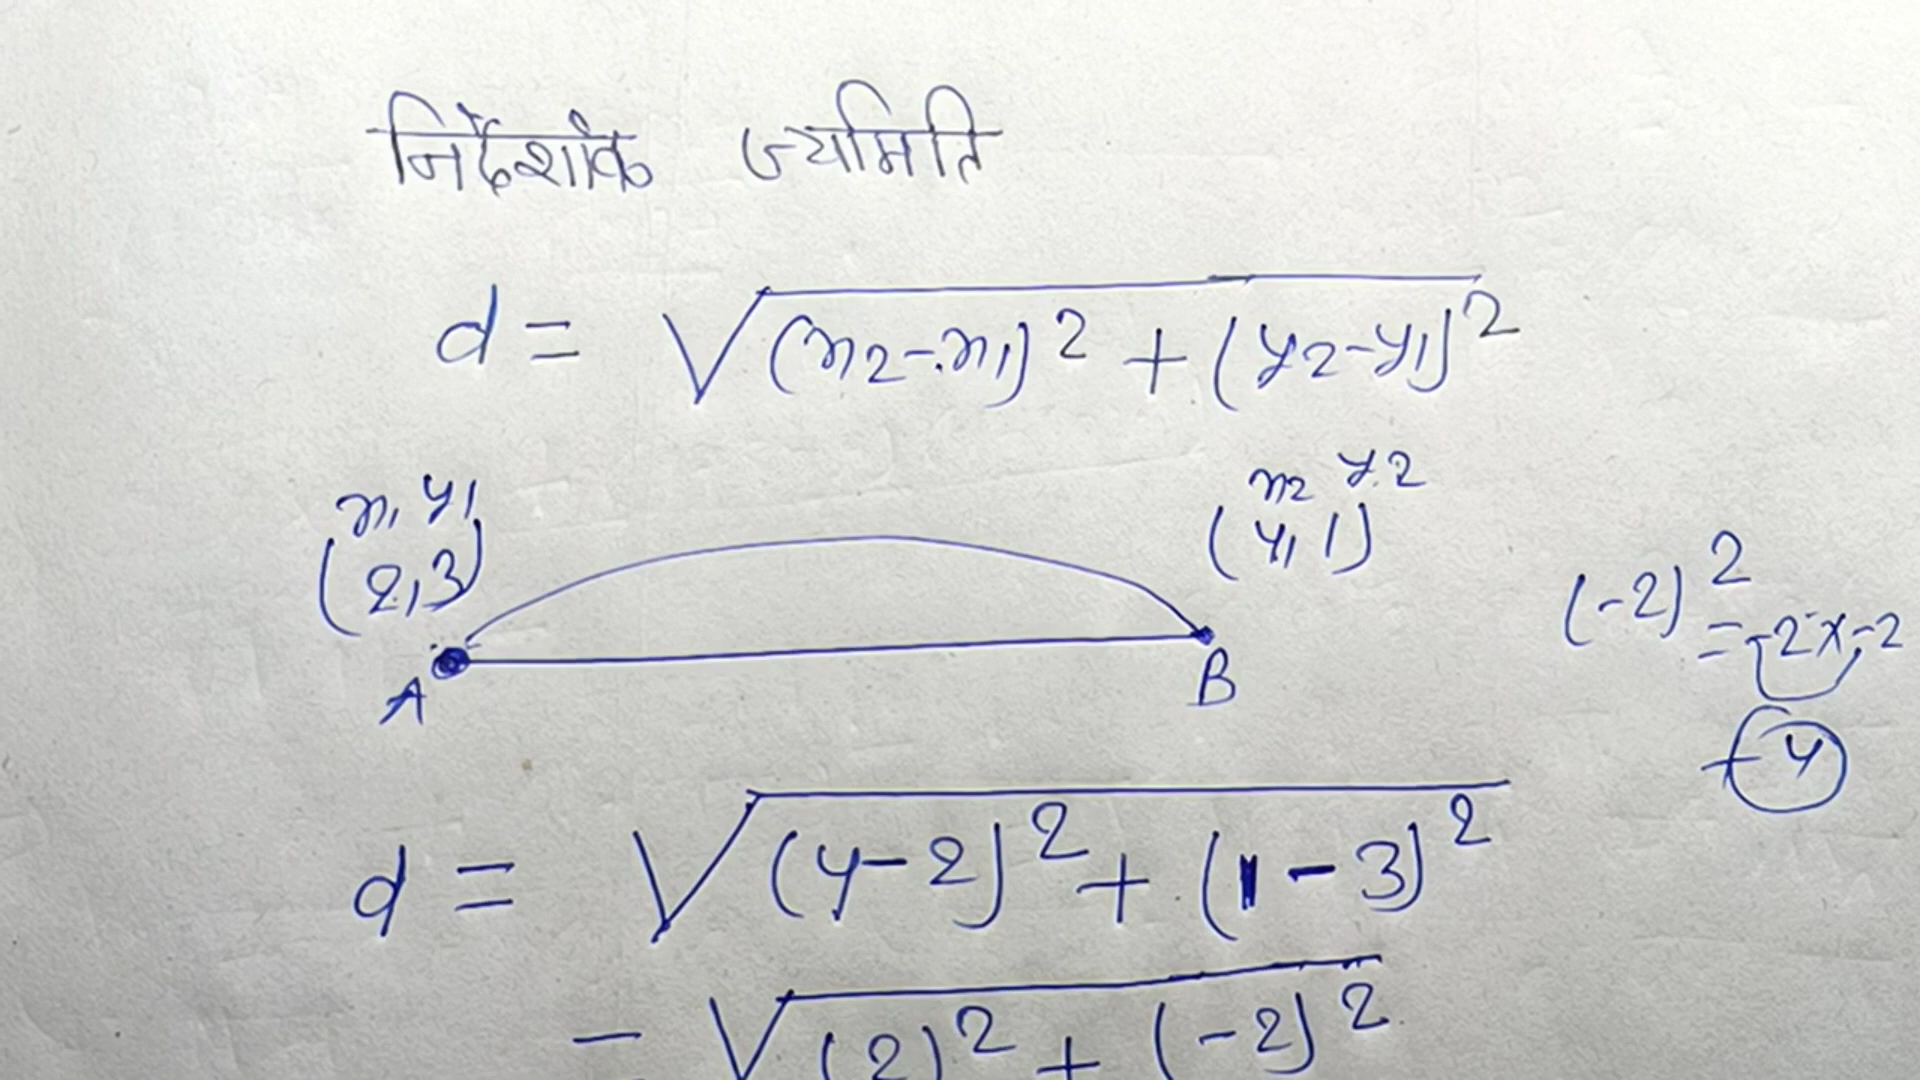 निर्देशांक ज्यामिति
d = √(x2-x1)2 + (y2-y1)2
x1 y1
(2,3)
x2 y2
(4,1)
A
B
(-2)2
= -2×-2
+4
d = √(4-2)2 + (1-3)2
= √(2)2 + (-2)2